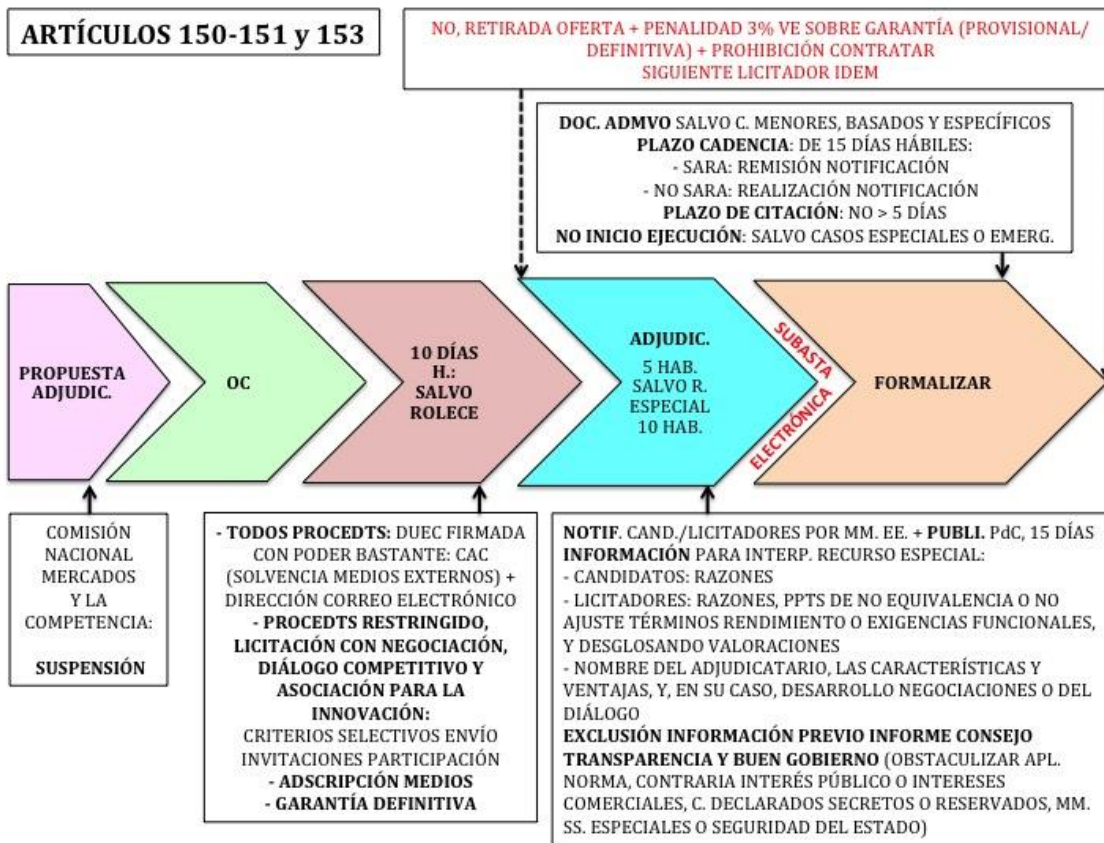 ARTÍCULOS 150-151 y 153
NO, RETIRADA OFERTA + PENALIDAD 3% VE SOBRE GARANTÍA (PROVISIONAL/
DEFINITIVA) + PROHIBICIÓN CONTRATAR
SIGUIENTE LICITADOR IDEM
DOC. ADMVO SALVO C. MENORES, BASADOS Y ESPECÍFICOS
PLAZO CADENCIA: DE 15 DÍAS HÁBILES:
- SARA: REMISIÓN NOTIFICACIÓN
- NO SARA: REALIZACIÓN NOTIFICACIÓN
PLAZO DE CITACIÓN: NO > 5 DÍAS
NO INICIO EJECUCIÓN: SALVO CASOS ESPECIALES O EMERG.
PROPUESTA
ADJUDIC.
OC
10 DÍAS
H.:
SALVO
ROLECE
ADJUDIC.
5 HAB.
SALVO R.
ESPECIAL
10 HAB.
SUBASTA
ELECTRÓNICA
FORMALIZAR
COMISIÓN
NACIONAL
MERCADOS
Y LA
COMPETENCIA:
SUSPENSIÓN
- TODOS PROCEDTS: DUEC FIRMADA
CON PODER BASTANTE: CAC
(SOLVENCIA MEDIOS EXTERNOS) +
DIRECCIÓN CORREO ELECTRÓNICO
- PROCEDTS RESTRINGIDO,
LICITACIÓN CON NEGOCIACIÓN,
DIÁLOGO COMPETITIVO Y
ASOCIACIÓN PARA LA
INNOVACIÓN:
CRITERIOS SELECTIVOS ENVÍO
INVITACIONES PARTICIPACIÓN
- ADSCRIPCIÓN MEDIOS
- GARANTÍA DEFINITIVA
NOTIF. CAND./LICITADORES POR MM. EE. + PUBLI. PdC, 15 DÍAS
INFORMACIÓN PARA INTERP. RECURSO ESPECIAL:
- CANDIDATOS: RAZONES
- LICITADORES: RAZONES, PPTS DE NO EQUIVALENCIA O NO
AJUSTE TÉRMINOS RENDIMIENTO O EXIGENCIAS FUNCIONALES,
Y DESGLOSANDO VALORACIONES
- NOMBRE DEL ADJUDICATARIO, LAS CARACTERÍSTICAS Y
VENTAJAS, Y, EN SU CASO, DESARROLLO NEGOCIACIONES O DEL
DIÁLOGO
EXCLUSIÓN INFORMACIÓN PREVIO INFORME CONSEJO
TRANSPARENCIA Y BUEN GOBIERNO (OBSTACULIZAR APL.
NORMA, CONTRARIA INTERÉS PÚBLICO O INTERESES
COMERCIALES, C. DECLARADOS SECRETOS O RESERVADOS, MM.
SS. ESPECIALES O SEGURIDAD DEL ESTADO)